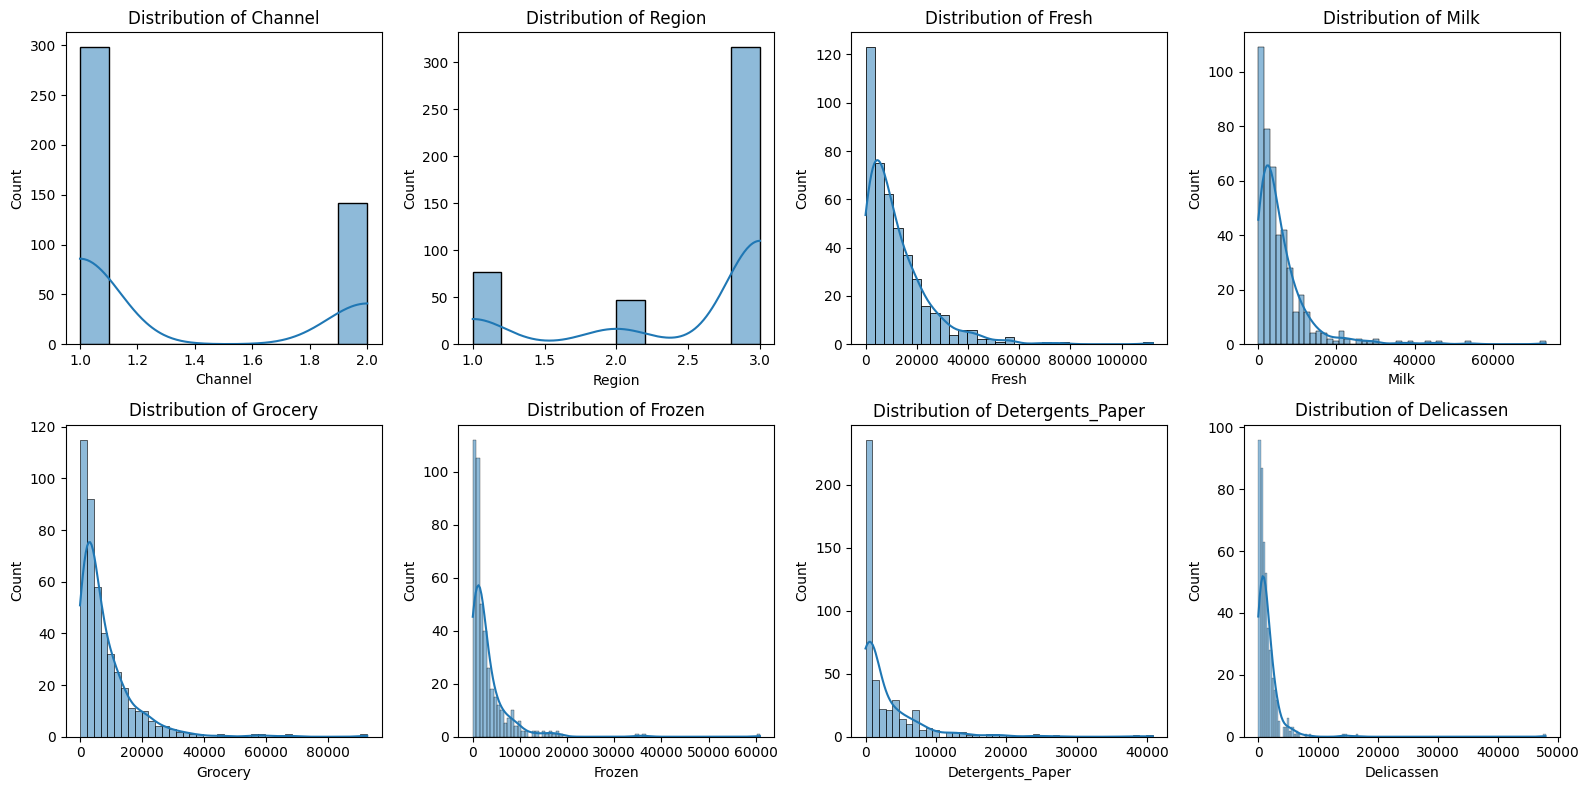 Distribution of Channel
300
250
200
150
100
50
0
Count
1.0 1.2 1.4 1.6 1.8 2.0
Channel
Distribution of Region
300
250
200
150
100
50
0
Count
1.0 1.5 2.0 2.5 3.0
Region
Distribution of Fresh
120
100
80
60
40
20
0
Count
0 20000 40000 60000 80000 100000
Fresh
Distribution of Milk
100
80
60
40
20
0
Count
0 20000 40000 60000
Milk
Distribution of Grocery
120
100
80
60
40
20
0
Count
0 20000 40000 60000 80000
Grocery
Distribution of Frozen
100
80
60
40
20
0
Count
0 10000 20000 30000 40000 50000 60000
Frozen
Distribution of Detergents_Paper
200
150
100
50
0
Count
0 10000 20000 30000 40000
Detergents_Paper
Distribution of Delicassen
100
80
60
40
20
0
Count
0 10000 20000 30000 40000 50000
Delicassen